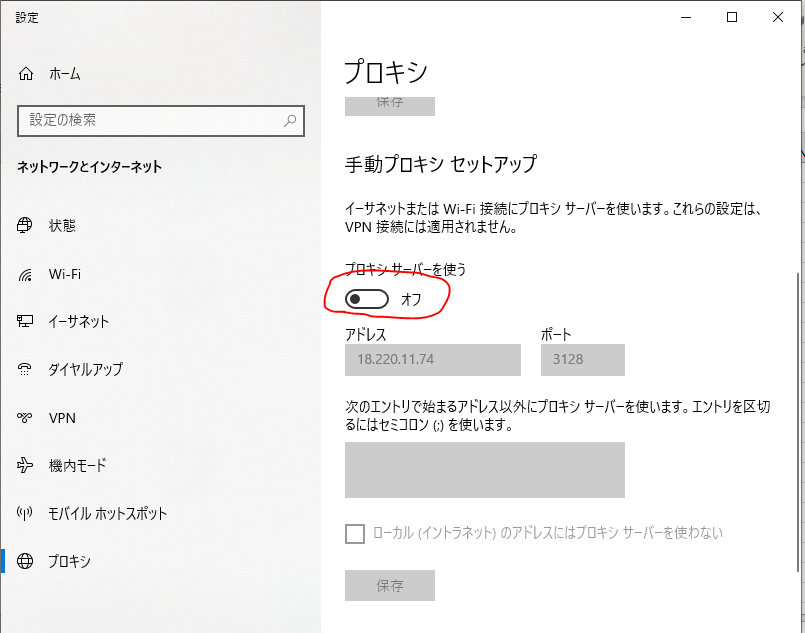 設定
ホーム
設定の検索
ネットワークとインターネット
状態
Wi-Fi
イーサネット
ダイヤルアップ
VPN
機内モード
モバイル ホットスポット
プロキシ
プロキシ
保存
手動プロキシ セットアップ
イーサネットまたは Wi-Fi 接続にプロキシ サーバーを使います。これらの設定は、
VPN 接続には適用されません。
プロキシ サーバーを使う
オフ
アドレス
ポート
18.220.11.74
3128
次のエントリで始まるアドレス以外にプロキシ サーバーを使います。エントリを区切
るにはセミコロン (;) を使います。
ローカル (イントラネット) のアドレスにはプロキシ サーバーを使わない
保存